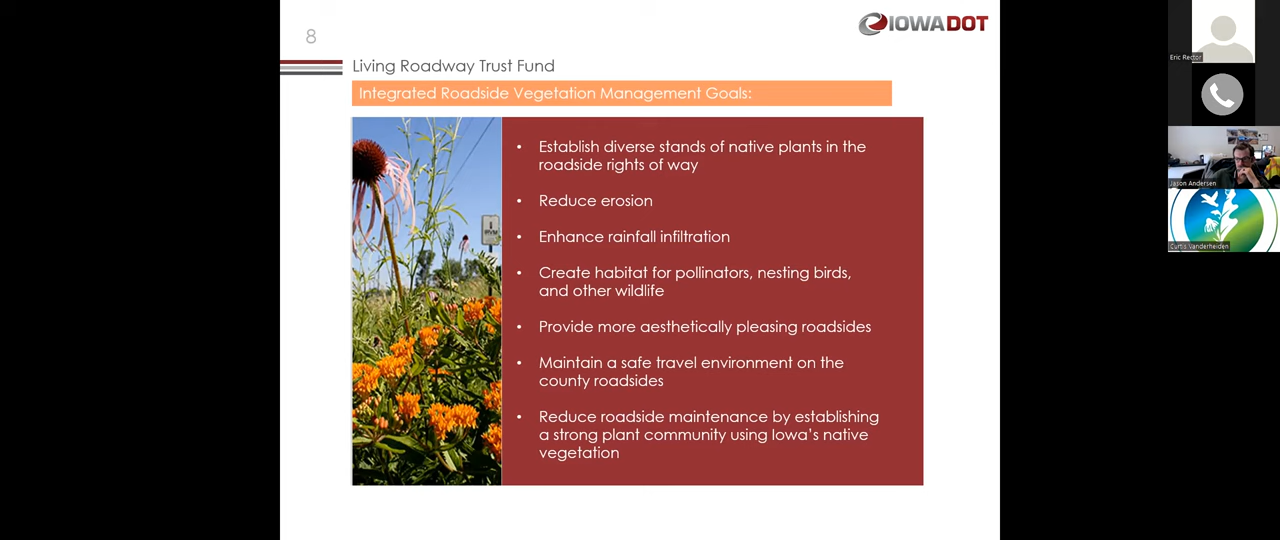 8
IOWADOT
Living Roadway Trust Fund
Integrated Roadside Vegetation Management Goals:
• Establish diverse stands of native plants in the
roadside rights of way
• Reduce erosion
• Enhance rainfall infiltration
• Create habitat for pollinators, nesting birds,
and other wildlife
• Provide more aesthetically pleasing roadsides
• Maintain a safe travel environment on the
county roadsides
• Reduce roadside maintenance by establishing
a strong plant community using Iowa's native
vegetation
Eric Rector
Jason Andersen
Curtis Vanderheiden